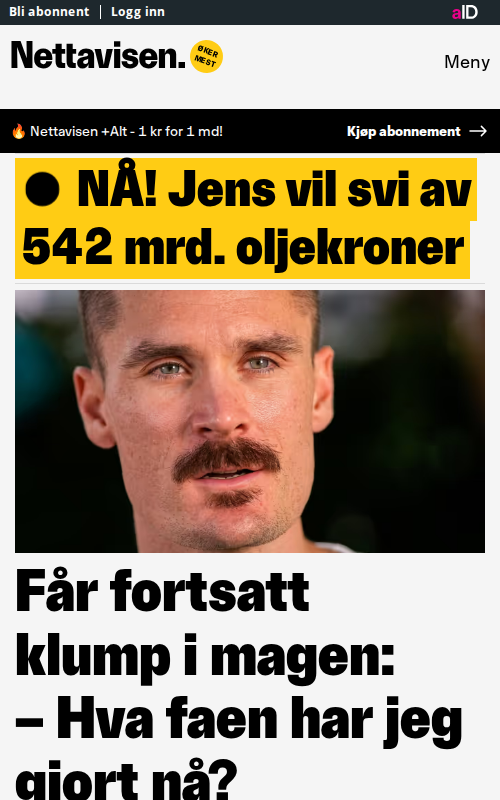 Bli abonnent | Logg inn
aID
Nettavisen.
ØKER
MEST
Meny
🔥 Nettavisen +Alt - 1 kr for 1 md!
Kjøp abonnement →
● NÅ! Jens vil svi av
542 mrd. oljekroner
Får fortsatt
klump i magen:
– Hva faen har jeg
gjort nå?